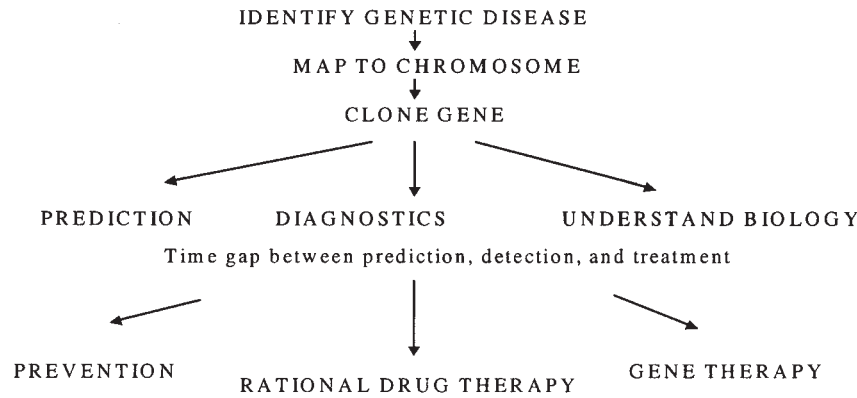 IDENTIFY GENETIC DISEASE
MAP TO CHROMOSOME
CLONE GENE
PREDICTION DIAGNOSTICS UNDERSTAND BIOLOGY
Time gap between prediction, detection, and treatment
PREVENTION RATIONAL DRUG THERAPY GENE THERAPY